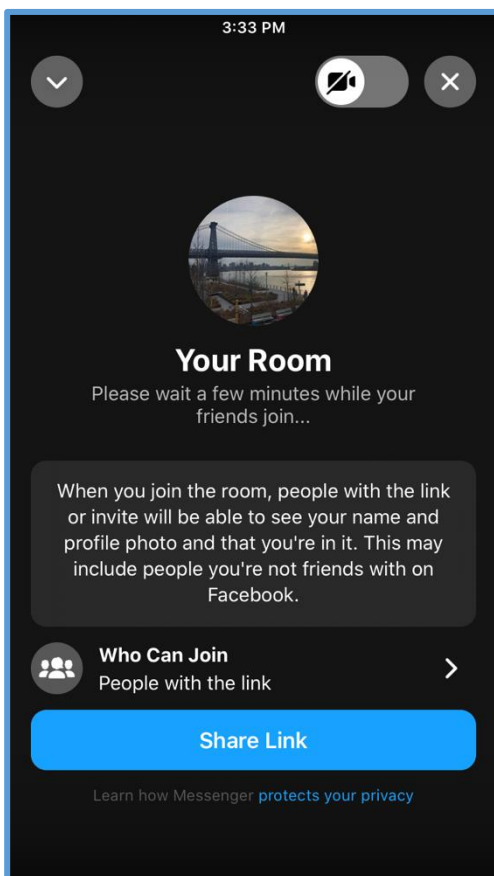 3:33 PM
Your Room
Please wait a few minutes while your
friends join...
When you join the room, people with the link
or invite will be able to see your name and
profile photo and that you're in it. This may
include people you're not friends with on
Facebook.
Who Can Join
People with the link
Share Link
Learn how Messenger protects your privacy